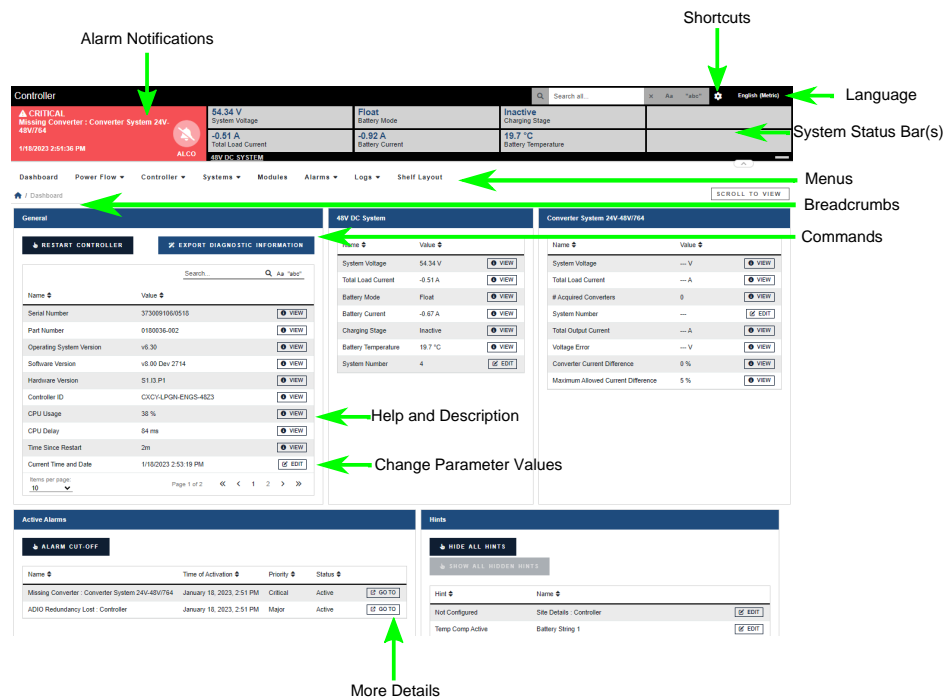 Shortcuts
Alarm Notifications
Controller
Search all...
× Aa "abc"
English (Metric)
Language
CRITICAL
Missing Converter : Converter System 24V-
48V/764
1/18/2023 2:51:36 PM
ALCO
54.34 V
System Voltage
Float
Battery Mode
Inactive
Charging Stage
-0.51 A
Total Load Current
-0.92 A
Battery Current
19.7 °C
Battery Temperature
48V DC SYSTEM
System Status Bar(s)
Dashboard Power Flow Controller Systems Modules Alarms Logs Shelf Layout
Menus
/ Dashboard
SCROLL TO VIEW
Breadcrumbs
General
RESTART CONTROLLER
EXPORT DIAGNOSTIC INFORMATION
Search...
Aa "abc"
Name Value
Serial Number 373009106/0518 VIEW
Part Number 0180036-002 VIEW
Operating System Version v6.30 VIEW
Software Version v8.00 Dev 2714 VIEW
Hardware Version S1.I3.P1 VIEW
Controller ID CXCY-LPGN-ENGS-48Z3 VIEW
CPU Usage 38 % VIEW
CPU Delay 84 ms VIEW
Time Since Restart 2m VIEW
Current Time and Date 1/18/2023 2:53:19 PM EDIT
Items per page:
10
Page 1 of 2 « < 1 2 > »
48V DC System
Name Value
System Voltage 54.34 V VIEW
Total Load Current -0.51 A VIEW
Battery Mode Float VIEW
Battery Current -0.67 A VIEW
Charging Stage Inactive VIEW
Battery Temperature 19.7 °C VIEW
System Number 4 EDIT
Converter System 24V-48V/764
Name Value
System Voltage --- V VIEW
Total Load Current --- A VIEW
# Acquired Converters 0 VIEW
System Number --- EDIT
Total Output Current --- A VIEW
Voltage Error --- V VIEW
Converter Current Difference 0 % VIEW
Maximum Allowed Current Difference 5 % VIEW
Commands
Help and Description
Change Parameter Values
Active Alarms
ALARM CUT-OFF
Name Time of Activation Priority Status
Missing Converter : Converter System 24V-48V/764 January 18, 2023, 2:51 PM Critical Active GO TO
ADIO Redundancy Lost : Controller January 18, 2023, 2:51 PM Major Active GO TO
Hints
HIDE ALL HINTS
SHOW ALL HIDDEN HINTS
Hint Name
Not Configured Site Details : Controller EDIT
Temp Comp Active Battery String 1 EDIT
More Details